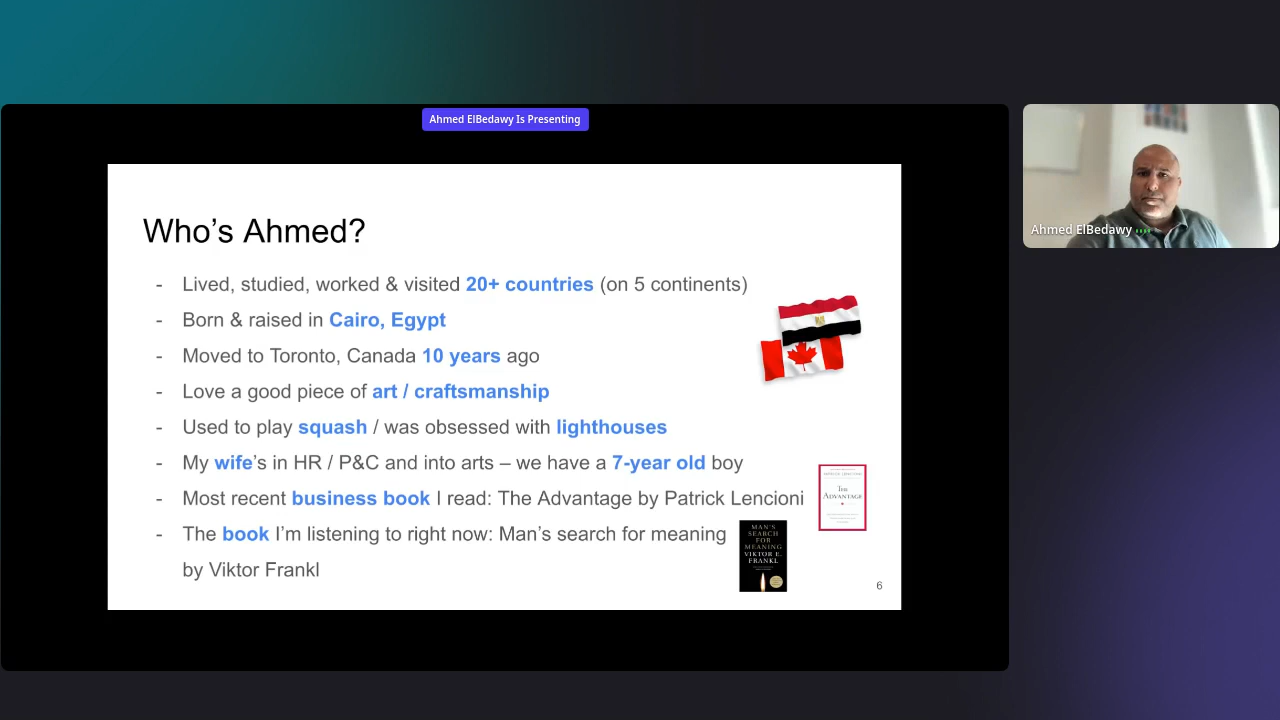 Ahmed ElBedawy Is Presenting
Who’s Ahmed?
- Lived, studied, worked & visited 20+ countries (on 5 continents)
- Born & raised in Cairo, Egypt
- Moved to Toronto, Canada 10 years ago
- Love a good piece of art / craftsmanship
- Used to play squash / was obsessed with lighthouses
- My wife’s in HR / P&C and into arts – we have a 7-year old boy
- Most recent business book I read: The Advantage by Patrick Lencioni
- The book I’m listening to right now: Man’s search for meaning
by Viktor Frankl
THE
ADVANTAGE
MAN'S
SEARCH
FOR
MEANING
VIKTOR E.
FRANKL
6
Ahmed ElBedawy